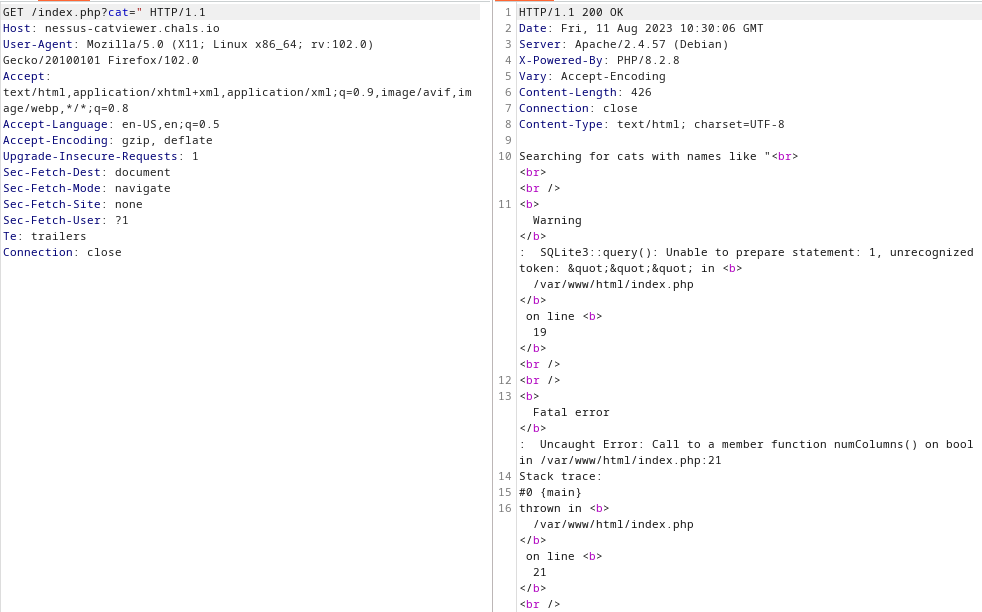 GET /index.php?cat=" HTTP/1.1
Host: nessus-catviewer.chals.io
User-Agent: Mozilla/5.0 (X11; Linux x86_64; rv:102.0)
Gecko/20100101 Firefox/102.0
Accept:
text/html,application/xhtml+xml,application/xml;q=0.9,image/avif,im
age/webp,*/*;q=0.8
Accept-Language: en-US,en;q=0.5
Accept-Encoding: gzip, deflate
Upgrade-Insecure-Requests: 1
Sec-Fetch-Dest: document
Sec-Fetch-Mode: navigate
Sec-Fetch-Site: none
Sec-Fetch-User: ?1
Te: trailers
Connection: close
1 HTTP/1.1 200 OK
2 Date: Fri, 11 Aug 2023 10:30:06 GMT
3 Server: Apache/2.4.57 (Debian)
4 X-Powered-By: PHP/8.2.8
5 Vary: Accept-Encoding
6 Content-Length: 426
7 Connection: close
8 Content-Type: text/html; charset=UTF-8
9
10 Searching for cats with names like "<br>
<br>
<br />
11 <b>
Warning
</b>
: SQLite3::query(): Unable to prepare statement: 1, unrecognized
token: &quot;&quot;&quot; in <b>
/var/www/html/index.php
</b>
on line <b>
19
</b>
<br />
12 <br />
13 <b>
Fatal error
</b>
: Uncaught Error: Call to a member function numColumns() on bool
in /var/www/html/index.php:21
14 Stack trace:
15 #0 {main}
16 thrown in <b>
/var/www/html/index.php
</b>
on line <b>
21
</b>
<br />